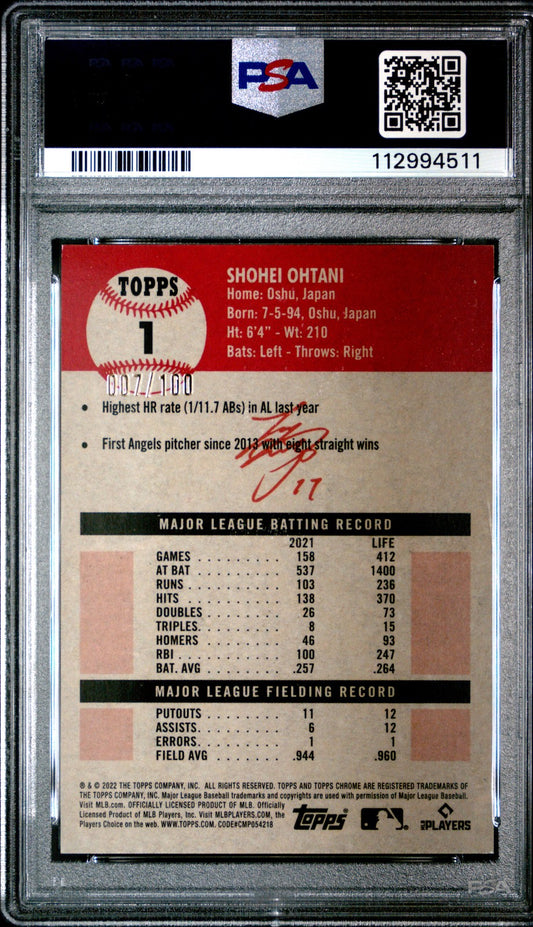 PSA
112994511
TOPPS
1
007/100
SHOHEI OHTANI
Home: Oshu, Japan
Born: 7-5-94, Oshu, Japan
Ht: 6'4" - Wt: 210
Bats: Left - Throws: Right
• Highest HR rate (1/11.7 ABs) in AL last year
• First Angels pitcher since 2013 with eight straight wins
17
MAJOR LEAGUE BATTING RECORD
2021 LIFE
GAMES 158 412
AT BAT 537 1400
RUNS 103 236
HITS 138 370
DOUBLES 26 73
TRIPLES 8 15
HOMERS 46 93
RBI 100 247
BAT. AVG .257 .264
MAJOR LEAGUE FIELDING RECORD
PUTOUTS 11 12
ASSISTS 6 12
ERRORS 1 1
FIELD AVG .944 .960
® & © 2022 THE TOPPS COMPANY, INC. ALL RIGHTS RESERVED. TOPPS AND TOPPS CHROME ARE REGISTERED TRADEMARKS OF
THE TOPPS COMPANY, INC. Major League Baseball trademarks and copyrights are used with permission of Major League Baseball.
Visit MLB.com. OFFICIALLY LICENSED PRODUCT OF MLB. Officially
Licensed Product of MLB Players, Inc. Visit MLBPLAYERS.COM, the
Players Choice on the web. WWW.TOPPS.COM. CODE#CMP054218
Topps
MLB PLAYERS
PSA